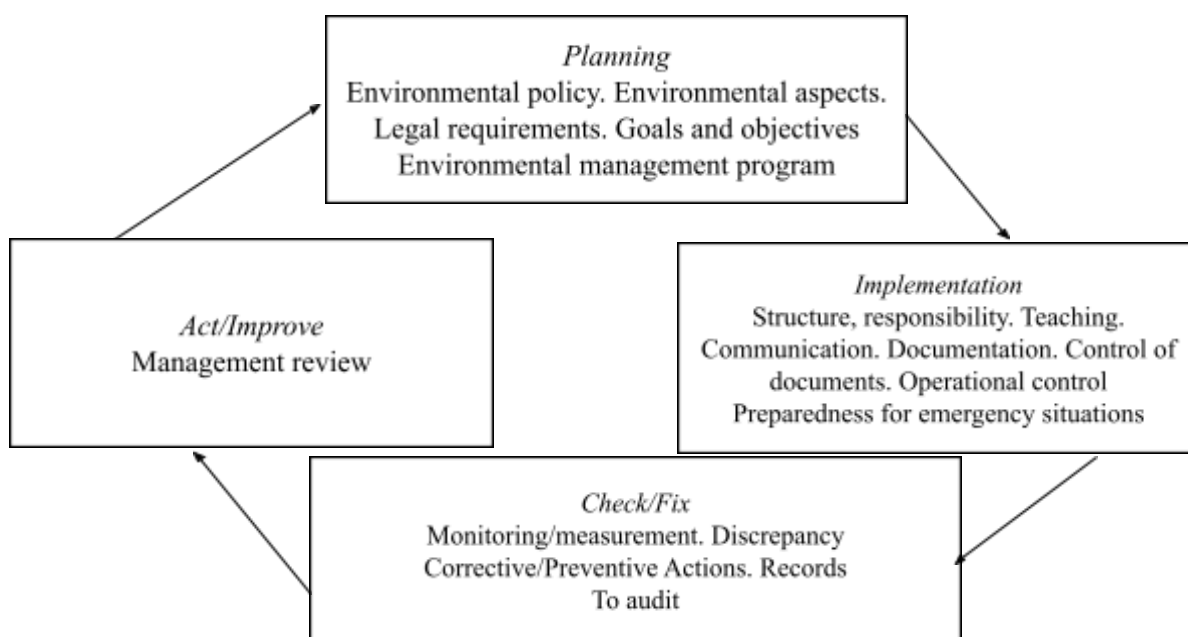 Planning
Environmental policy. Environmental aspects.
Legal requirements. Goals and objectives
Environmental management program
Act/Improve
Management review
Implementation
Structure, responsibility. Teaching.
Communication. Documentation. Control of
documents. Operational control
Preparedness for emergency situations
Check/Fix
Monitoring/measurement. Discrepancy
Corrective/Preventive Actions. Records
To audit